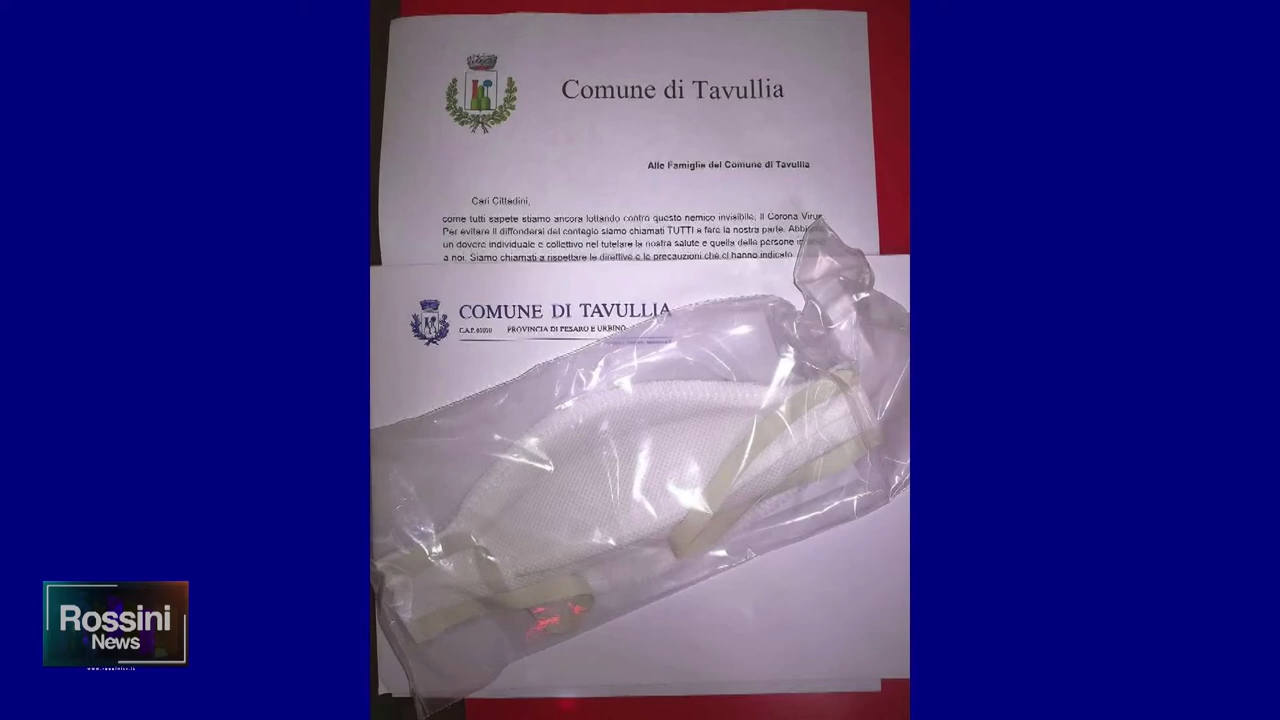 Comune di Tavullia
Alle Famiglie del Comune di Tavullia
Cari Cittadini,
come tutti sapete stiamo ancora lottando contro questo nemico invisibile, il Corona Virus.
Per evitare il diffondersi del contagio siamo chiamati TUTTI a fare la nostra parte.
un dovere individuale e collettivo nel tutelare la nostra salute e quella delle persone
a noi. Siamo chiamati a rispettare le direttive e le precauzioni che ci hanno indicato
COMUNE DI TAVULLIA
C.A.P. PROVINCIA DI PESARO E URBINO
Rossini
News